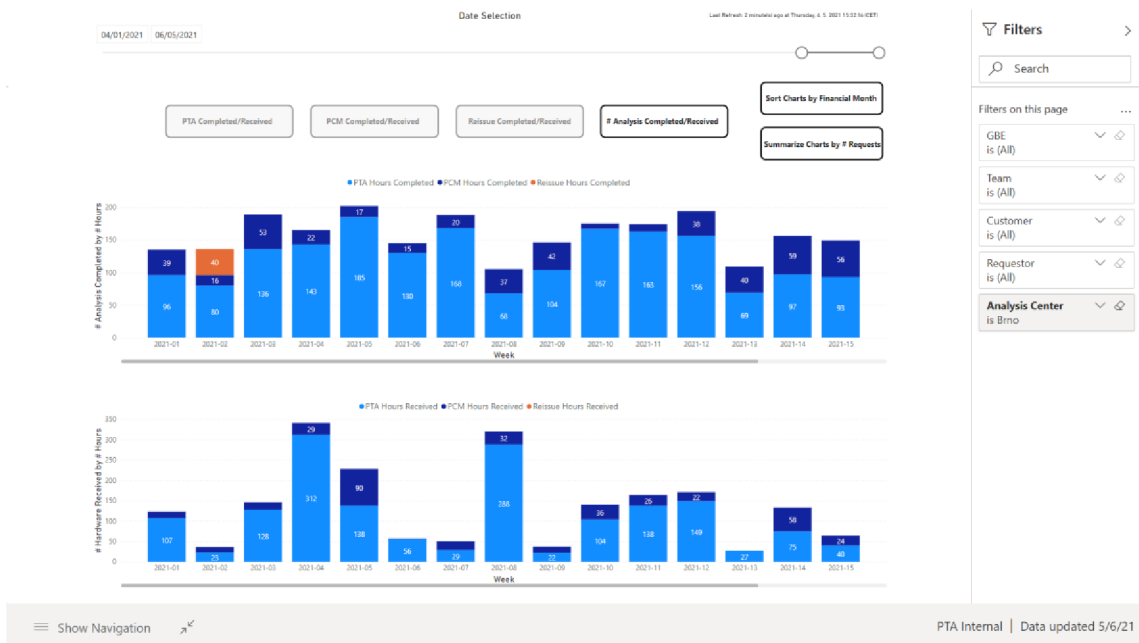 Date Selection
Last Refresh: 2 minute(s) ago at Thursday, 6. 5. 2021 15:32 16 (CET)
04/01/2021 06/05/2021
Sort Charts by Financial Month
PTA Completed/Received PCM Completed/Received Reissue Completed/Received # Analysis Completed/Received
Summarize Charts by # Requests
PTA Hours Completed PCM Hours Completed Reissue Hours Completed
# Analysis Completed by # Hours
200
150
100
50
0
39 40 53 22 17 15 20 37 42 38 40 59 56
16
96 80 136 143 185 130 168 68 104 167 163 156 69 97 93
2021-01 2021-02 2021-03 2021-04 2021-05 2021-06 2021-07 2021-08 2021-09 2021-10 2021-11 2021-12 2021-13 2021-14 2021-15
Week
PTA Hours Received PCM Hours Received Reissue Hours Received
# Hardware Received by # Hours
350
300
250
200
150
100
50
0
29 90 32 36 26 22 58 24
107 23 128 312 138 56 29 288 22 104 138 149 27 75 40
2021-01 2021-02 2021-03 2021-04 2021-05 2021-06 2021-07 2021-08 2021-09 2021-10 2021-11 2021-12 2021-13 2021-14 2021-15
Week
Filters
Search
Filters on this page ...
GBE
is (All)
Team
is (All)
Customer
is (All)
Requestor
is (All)
Analysis Center
is Brno
Show Navigation
PTA Internal | Data updated 5/6/21